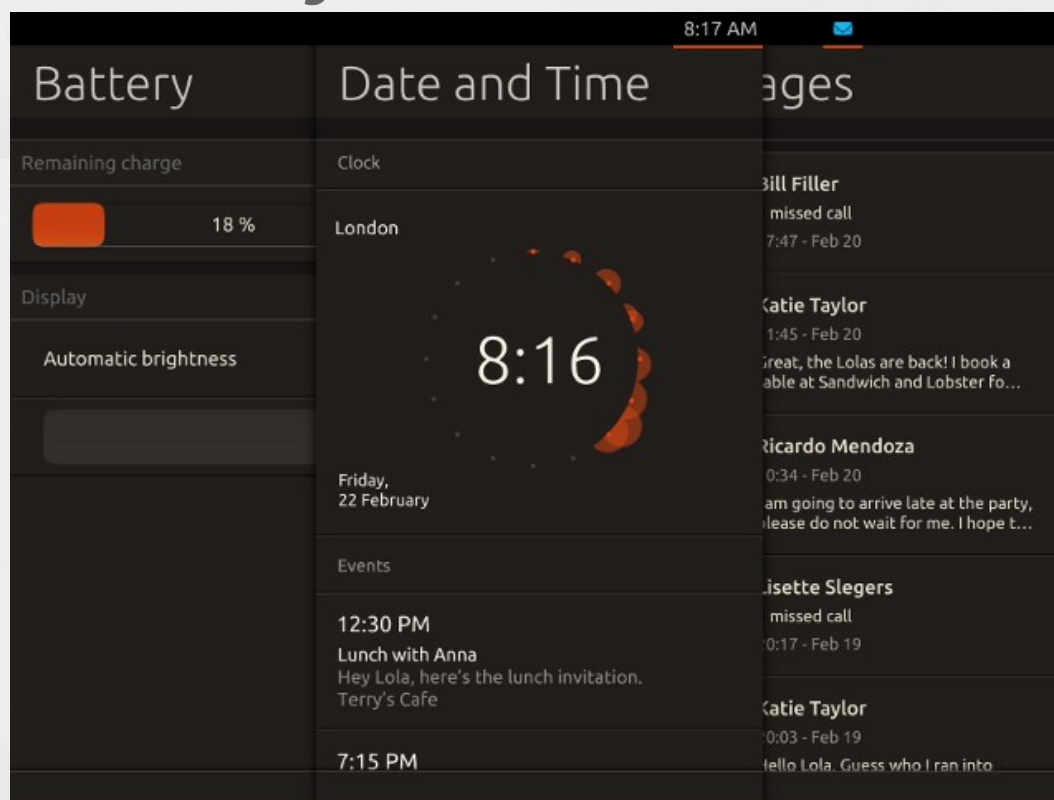 8:17 AM
Battery
Remaining charge
18 %
Display
Automatic brightness
Date and Time
Clock
London
8:16
Friday,
22 February
Events
12:30 PM
Lunch with Anna
Hey Lola, here's the lunch invitation.
Terry's Cafe
7:15 PM
ages
Bill Filler
missed call
7:47 - Feb 20
Katie Taylor
1:45 - Feb 20
Great, the Lolas are back! I book a
able at Sandwich and Lobster fo...
Ricardo Mendoza
0:34 - Feb 20
am going to arrive late at the party,
please do not wait for me. I hope t...
Lisette Slegers
missed call
20:17 - Feb 19
Katie Taylor
20:03 - Feb 19
Hello Lola. Guess who I ran into